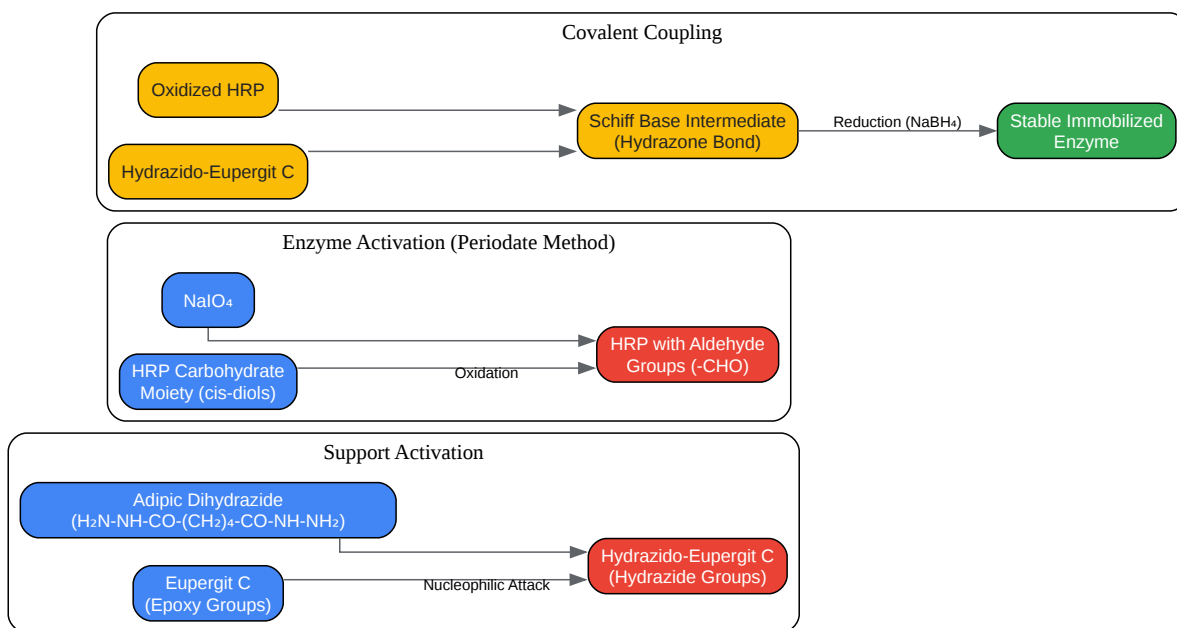 Covalent Coupling
Oxidized HRP
Hydrazido-Eupergit C
Schiff Base Intermediate
(Hydrazone Bond)
Reduction (NaBH₄)
Stable Immobilized
Enzyme
Enzyme Activation (Periodate Method)
NaIO₄
HRP Carbohydrate
Moiety (cis-diols)
Oxidation
HRP with Aldehyde
Groups (-CHO)
Support Activation
Adipic Dihydrazide
(H₂N-NH-CO-(CH₂)₄-CO-NH-NH₂)
Eupergit C
(Epoxy Groups)
Nucleophilic Attack
Hydrazido-Eupergit C
(Hydrazide Groups)